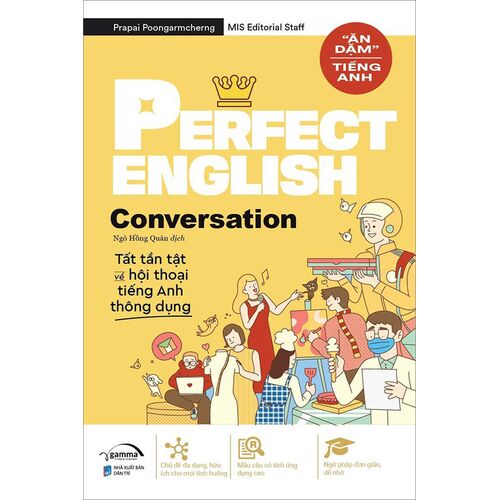 Prapai Poongarmcherng MIS Editorial Staff
"ĂN
DẶM"
TIẾNG
ANH
PERFECT
ENGLISH
Conversation
Ngô Hồng Quân dịch
Tất tần tật
về hội thoại
tiếng Anh
thông dụng
gamma
NHÀ XUẤT BẢN
DÂN TRÍ
Chủ đề đa dạng, hữu
ích cho mọi tình huống
R
Mẫu câu có tính ứng
dụng cao
Ngữ pháp đơn giản,
dễ nhớ